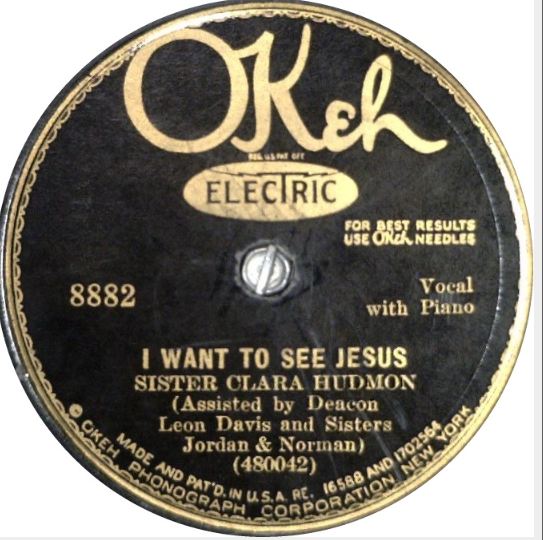 OKeh
REG. U.S. PAT. OFF.
ELECTRIC
FOR BEST RESULTS
USE OKeh NEEDLES
8882
Vocal
with Piano
I WANT TO SEE JESUS
SISTER CLARA HUDMON
(Assisted by Deacon
Leon Davis and Sisters
Jordan & Norman)
(480042)
MADE AND PAT'D. IN U.S.A. RE. 16588 AND 1702564
© OKEH PHONOGRAPH CORPORATION NEW YORK